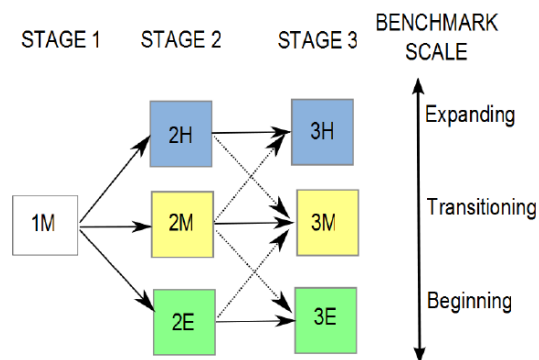 STAGE 1 STAGE 2 STAGE 3 BENCHMARK
SCALE
Expanding
2H 3H
1M 2M 3M Transitioning
Beginning
2E 3E